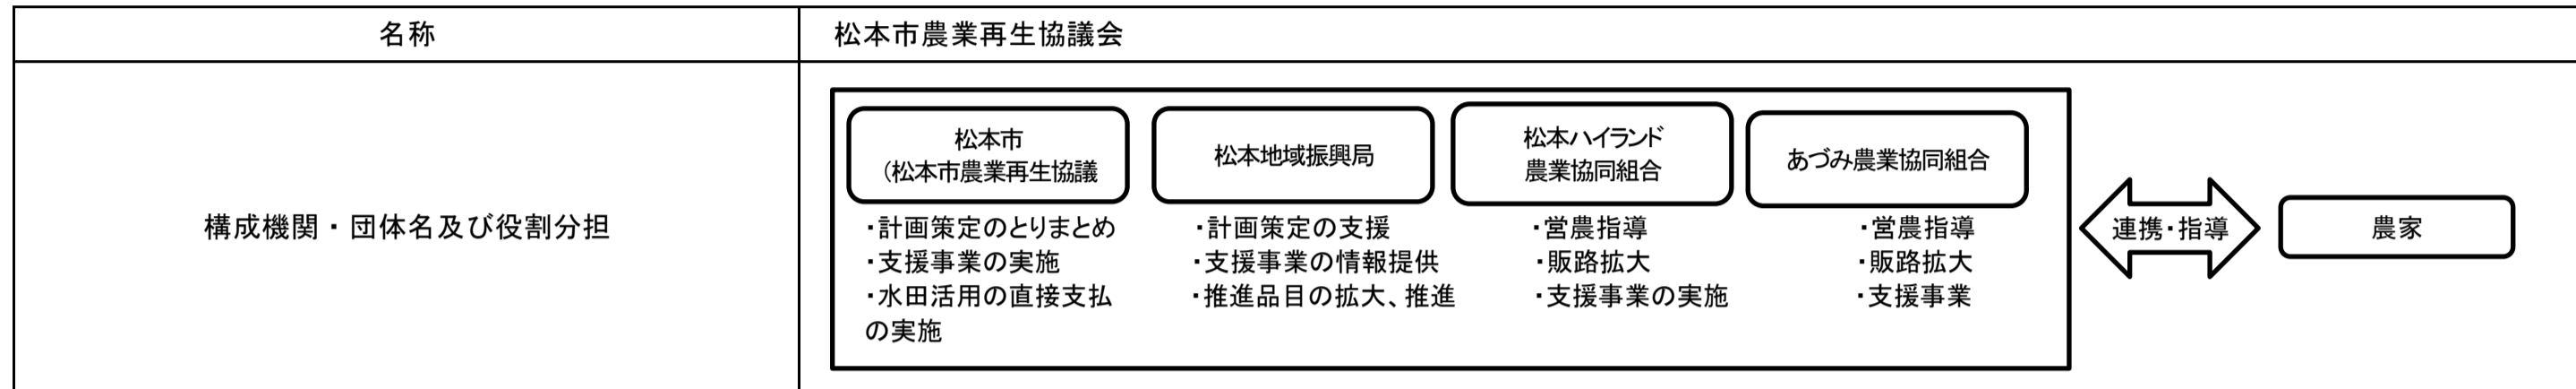 名称
松本市農業再生協議会
構成機関・団体名及び役割分担
松本市
（松本市農業再生協議
・計画策定のとりまとめ
・支援事業の実施
・水田活用の直接支払
の実施
松本地域振興局
・計画策定の支援
・支援事業の情報提供
・推進品目の拡大、推進
松本ハイランド
農業協同組合
・営農指導
・販路拡大
・支援事業の実施
あづみ農業協同組合
・営農指導
・販路拡大
・支援事業
連携・指導
農家